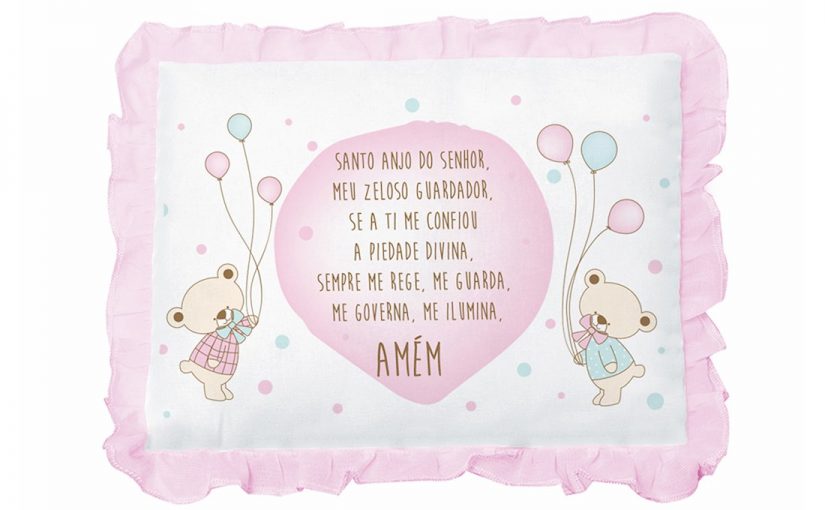 SANTO ANJO DO SENHOR,
MEU ZELOSO GUARDADOR,
SE A TI ME CONFIOU
A PIEDADE DIVINA,
SEMPRE ME REGE, ME GUARDA,
ME GOVERNA, ME ILUMINA,
AMÉM